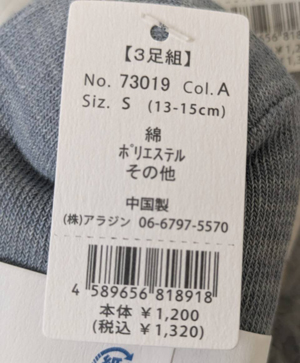 【3足組】
No. 73019 Col.A
Siz. S (13-15cm)
綿
ポリエステル
その他
中国製
(株)アラジン 06-6797-5570
4 589656 818918
本体 ¥1,200
(税込 ¥1,320)